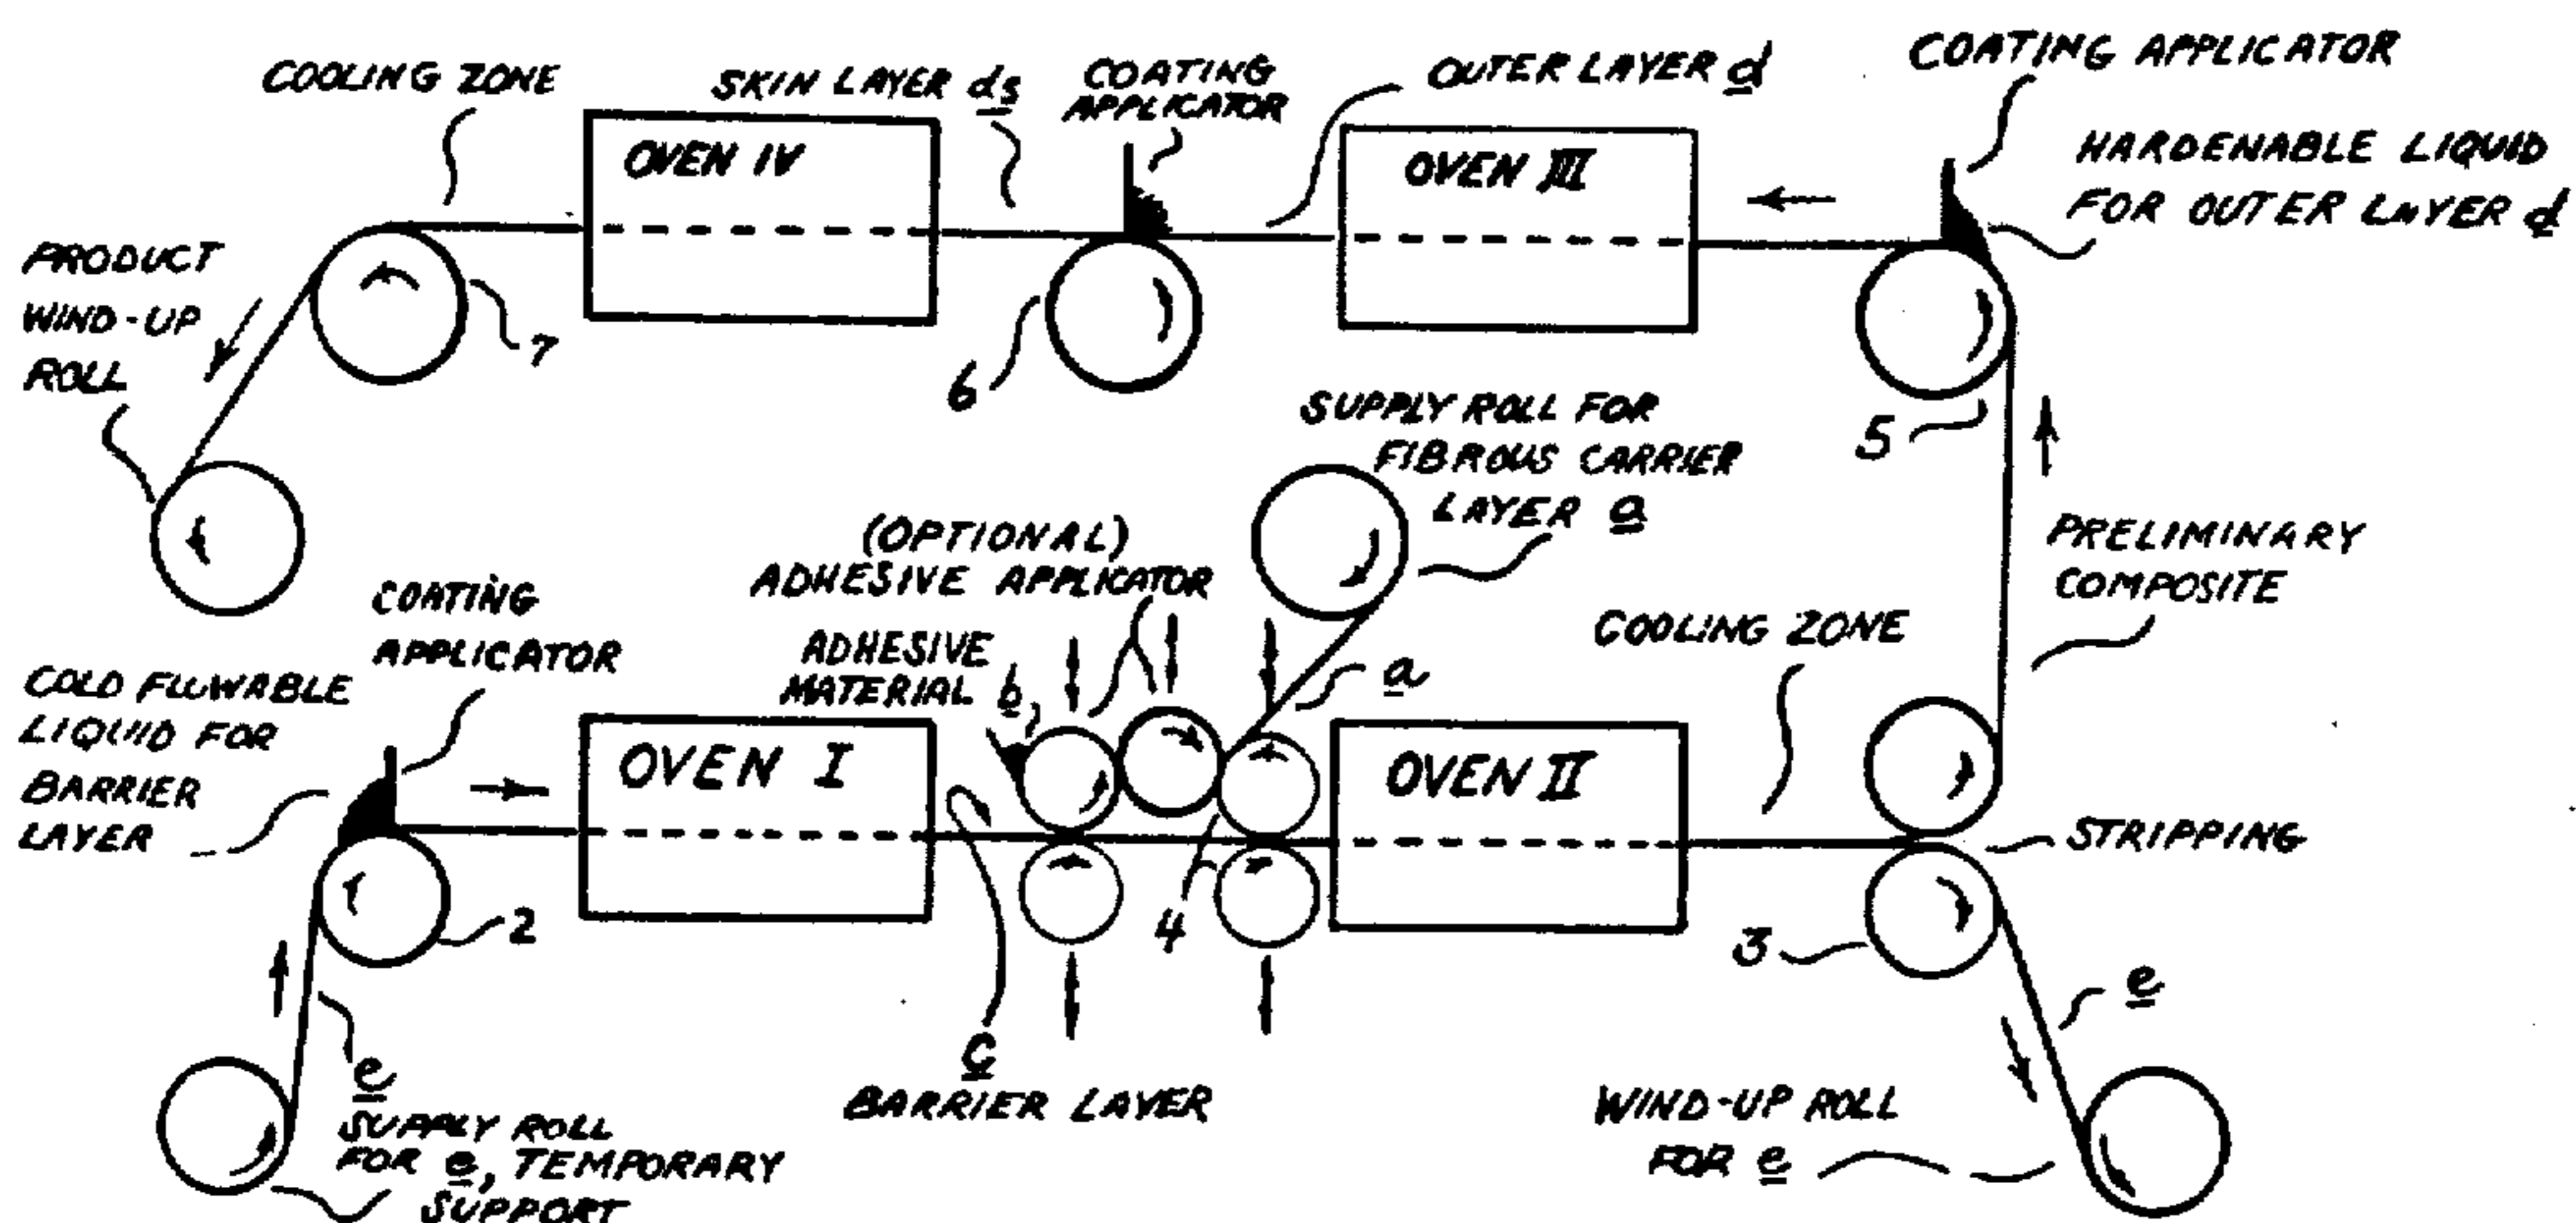 COOLING ZONE
SKIN LAYER ds
COATING
APPLICATOR
OUTER LAYER d
COATING APPLICATOR
OVEN IV
OVEN III
HARDENABLE LIQUID
FOR OUTER LAYER d
PRODUCT
WIND-UP
ROLL
7
6
5
SUPPLY ROLL FOR
FIBROUS CARRIER
LAYER a
(OPTIONAL)
ADHESIVE APPLICATOR
PRELIMINARY
COMPOSITE
COATING
APPLICATOR
ADHESIVE
MATERIAL b
a
COOLING ZONE
COLD FLOWABLE
LIQUID FOR
BARRIER
LAYER
OVEN I
OVEN II
STRIPPING
2
4
3
e
c
BARRIER LAYER
e
SUPPLY ROLL
FOR e, TEMPORARY
SUPPORT
WIND-UP ROLL
FOR e